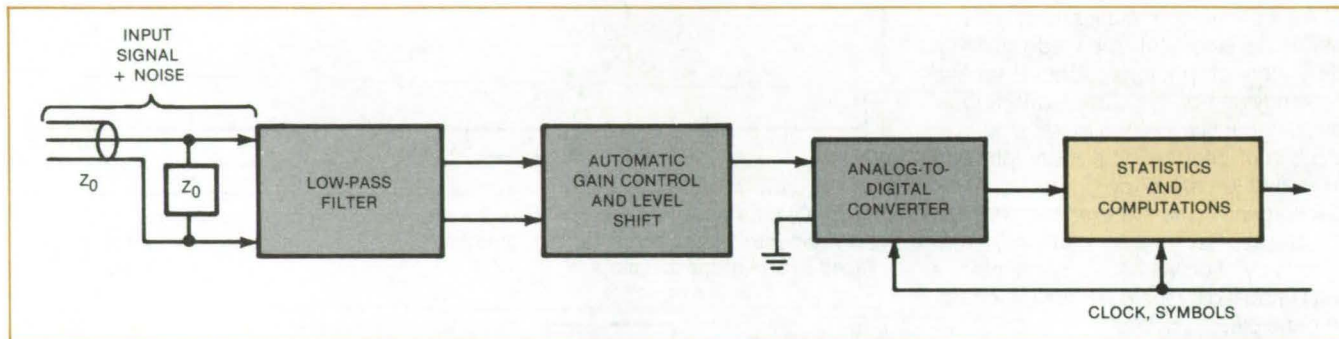 INPUT
SIGNAL
+ NOISE
Z0
Z0
LOW-PASS
FILTER
AUTOMATIC
GAIN CONTROL
AND LEVEL
SHIFT
ANALOG-TO-
DIGITAL
CONVERTER
STATISTICS
AND
COMPUTATIONS
CLOCK, SYMBOLS